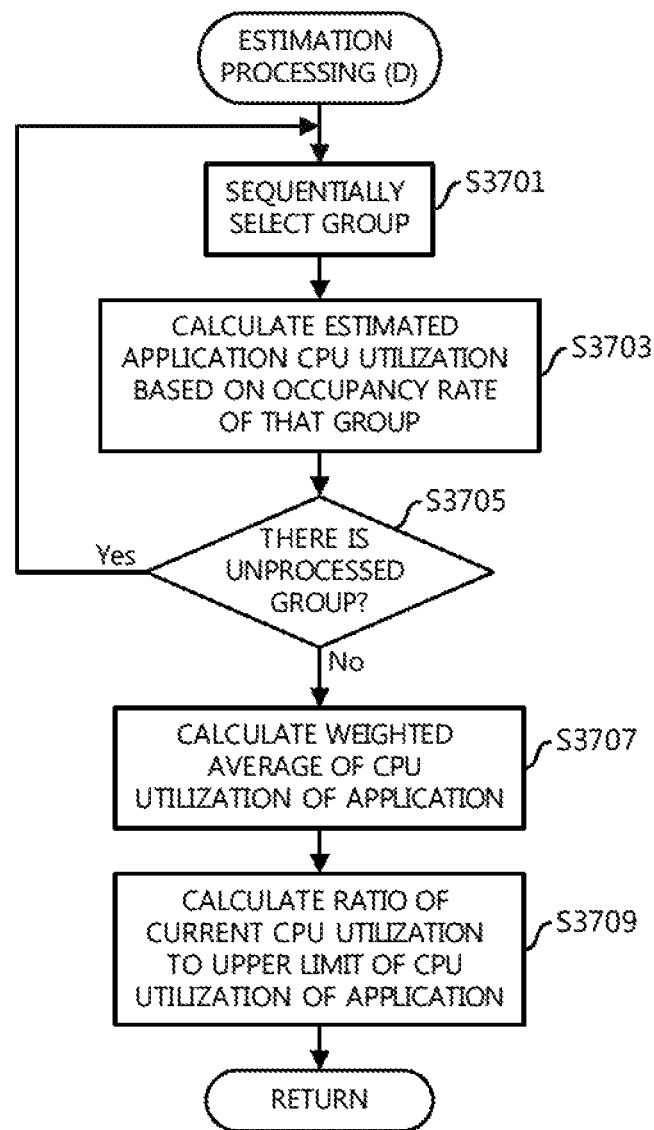 ESTIMATION
PROCESSING (D)
SEQUENTIALLY
SELECT GROUP
S3701
CALCULATE ESTIMATED
APPLICATION CPU UTILIZATION
BASED ON OCCUPANCY RATE
OF THAT GROUP
S3703
S3705
THERE IS
UNPROCESSED
GROUP?
Yes
No
CALCULATE WEIGHTED
AVERAGE OF CPU
UTILIZATION OF APPLICATION
S3707
CALCULATE RATIO OF
CURRENT CPU UTILIZATION
TO UPPER LIMIT OF CPU
UTILIZATION OF APPLICATION
S3709
RETURN